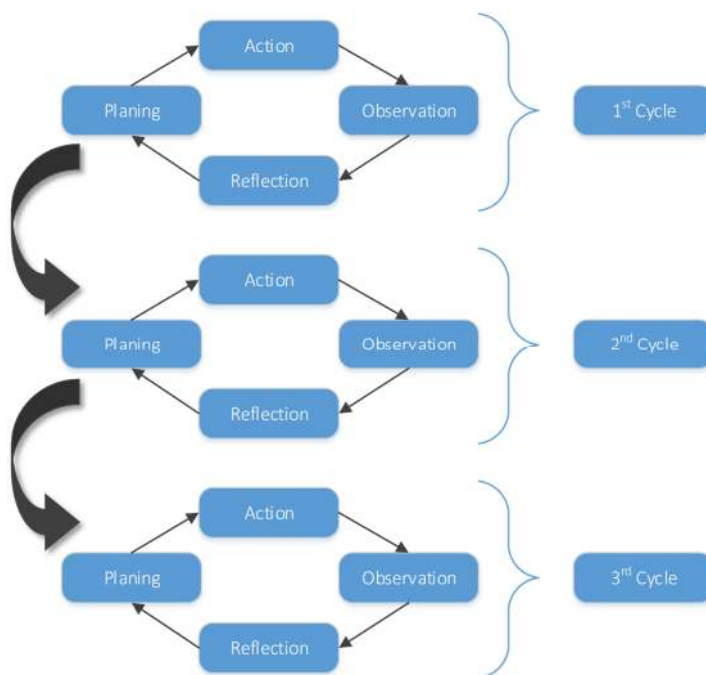 Action
Planing
Observation
1st Cycle
Reflection
Action
Planing
Observation
2nd Cycle
Reflection
Action
Planing
Observation
3rd Cycle
Reflection